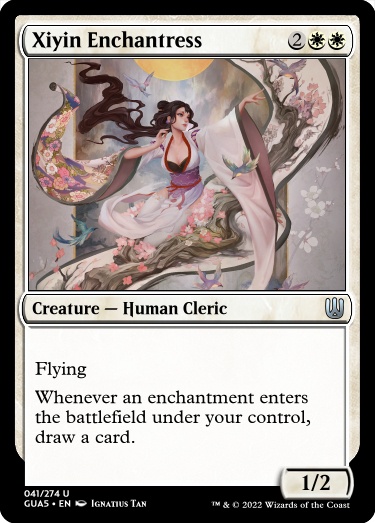 Xiyin Enchantress 2
Creature — Human Cleric
Flying
Whenever an enchantment enters
the battlefield under your control,
draw a card.
1/2
041/274 U
GUA5 • EN Ignatius Tan
™ & © 2022 Wizards of the Coast